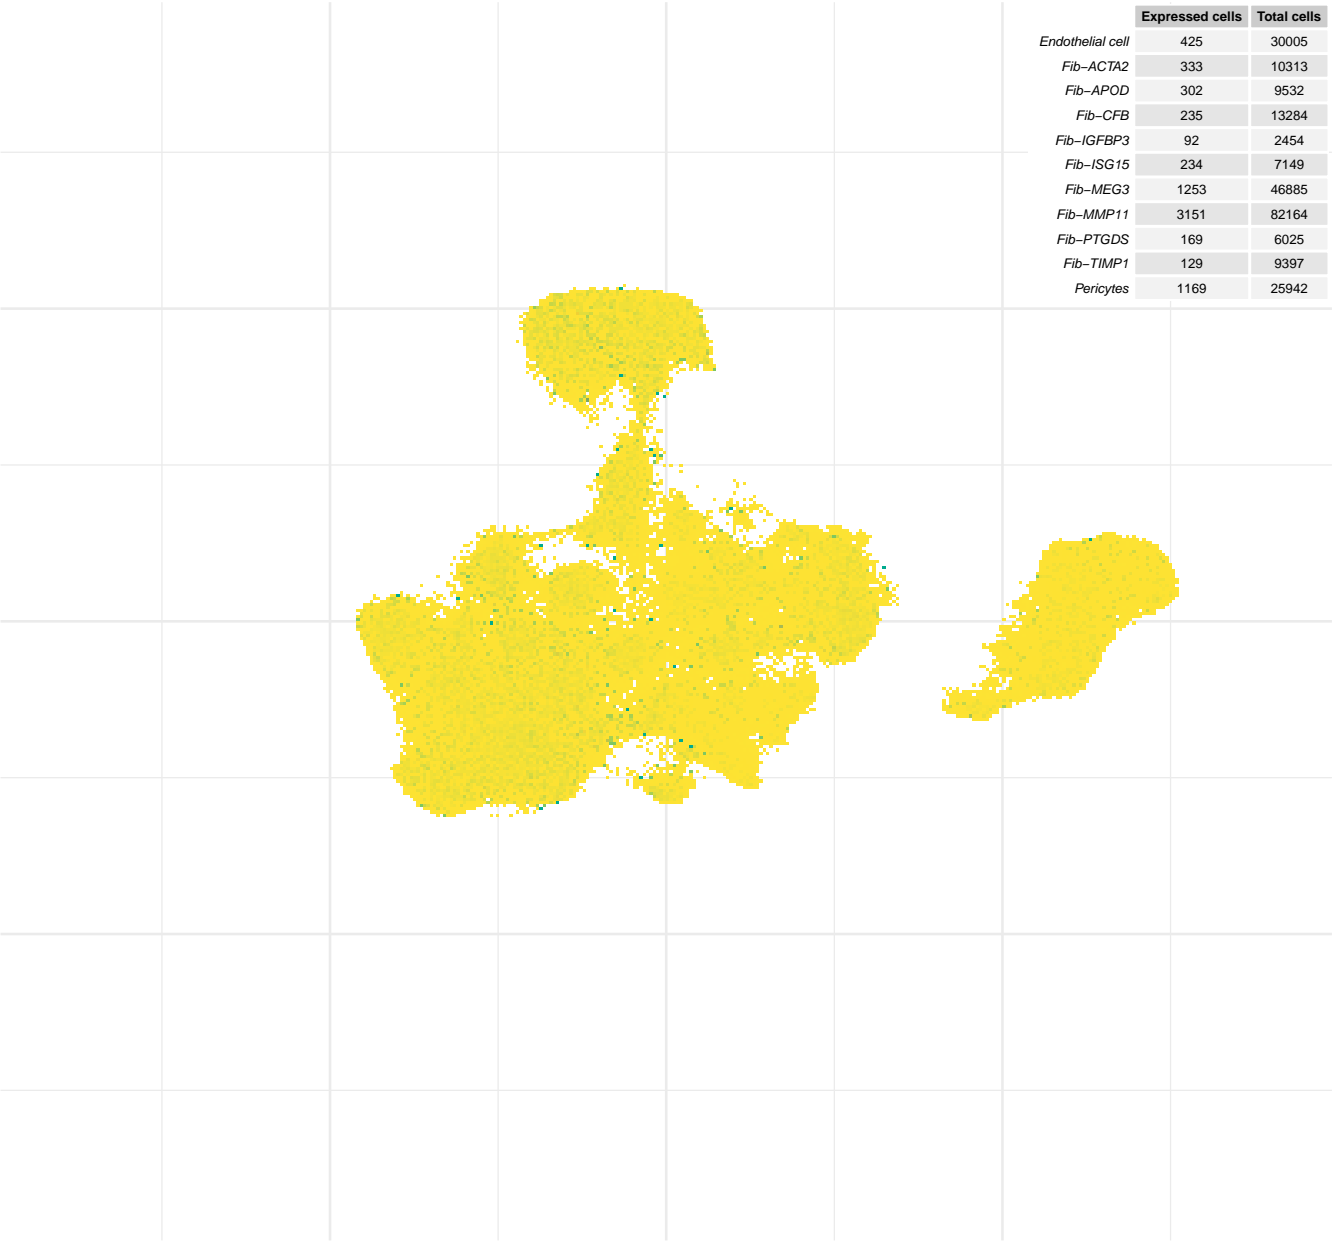 Expressed cells Total cells
Endothelial cell 425 30005
Fib−ACTA2 333 10313
Fib−APOD 302 9532
Fib−CFB 235 13284
Fib−IGFBP3 92 2454
Fib−ISG15 234 7149
Fib−MEG3 1253 46885
Fib−MMP11 3151 82164
Fib−PTGDS 169 6025
Fib−TIMP1 129 9397
Pericytes 1169 25942